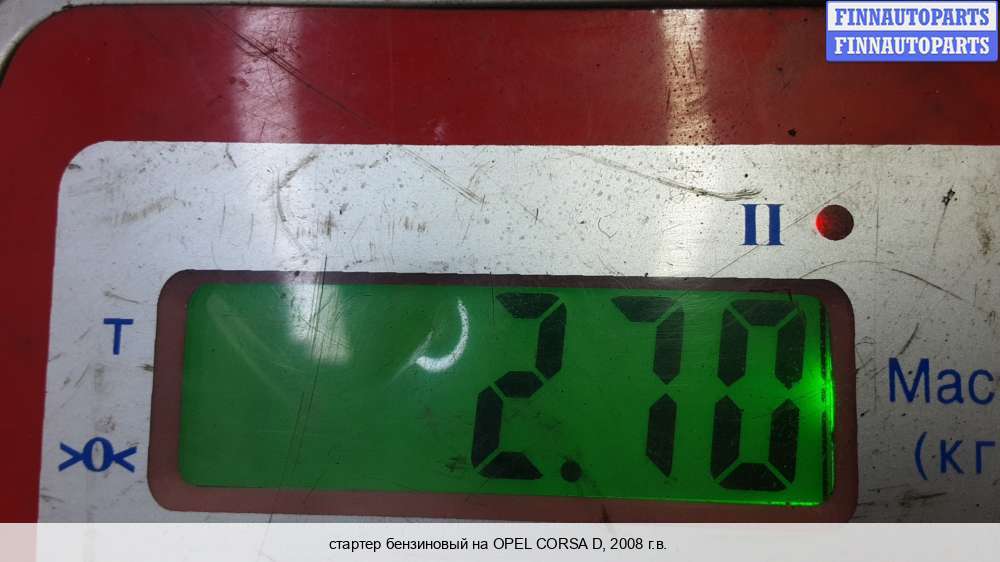 FINNAUTOPARTS
FINNAUTOPARTS
II
T
2.70
Мас
>0<
(кг
стартер бензиновый на OPEL CORSA D, 2008 г.в.